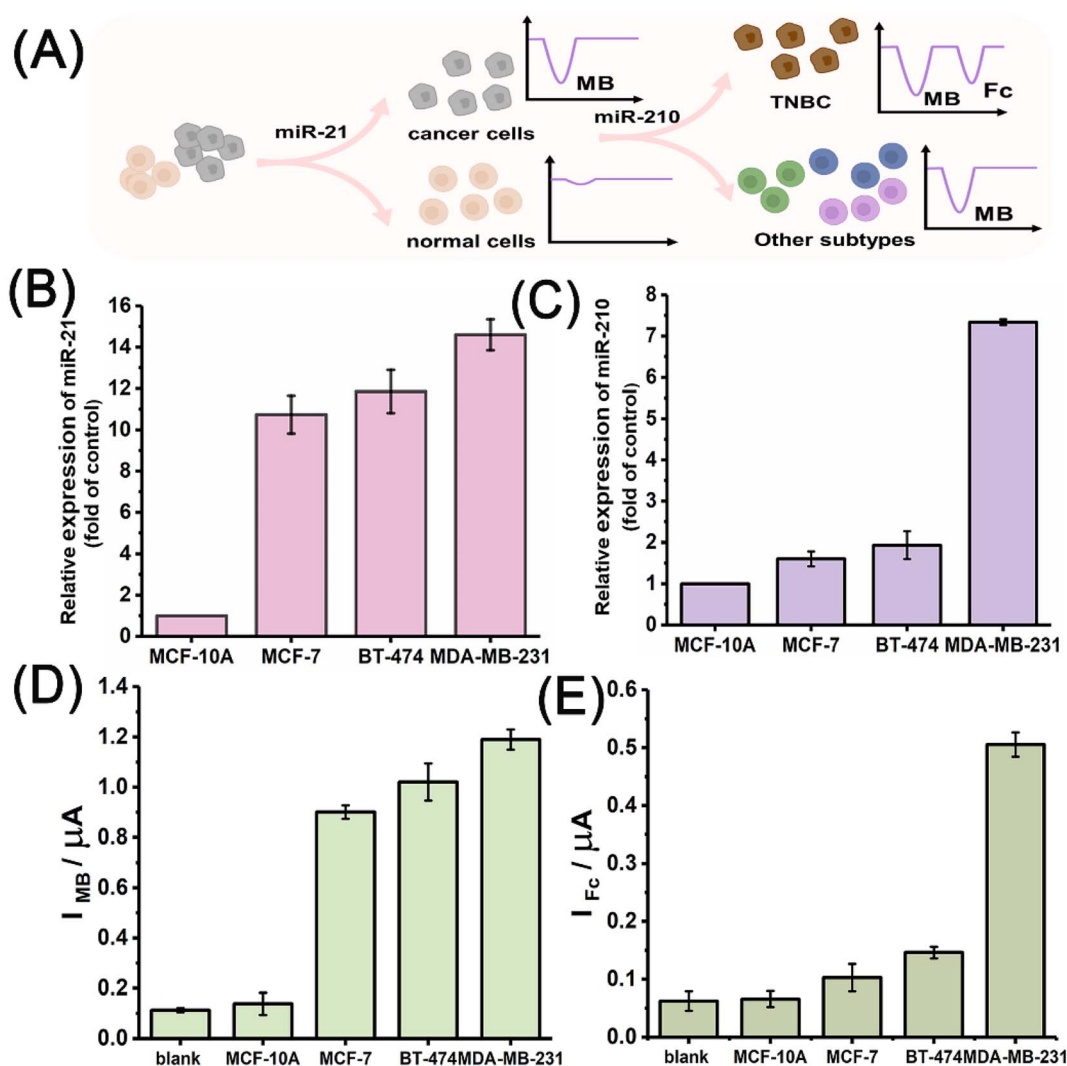 (A)
miR-21
cancer cells
MB
normal cells
miR-210
TNBC
MB
Fc
Other subtypes
MB
(B)
Relative expression of miR-21
(fold of control)
16
14
12
10
8
6
4
2
0
MCF-10A MCF-7 BT-474 MDA-MB-231
(C)
Relative expression of miR-210
(fold of control)
8
7
6
5
4
3
2
1
0
MCF-10A MCF-7 BT-474 MDA-MB-231
(D)
I MB / μA
1.4
1.2
1.0
0.8
0.6
0.4
0.2
0.0
blank MCF-10A MCF-7 BT-474 MDA-MB-231
(E)
I Fc / μA
0.6
0.5
0.4
0.3
0.2
0.1
0.0
blank MCF-10A MCF-7 BT-474 MDA-MB-231